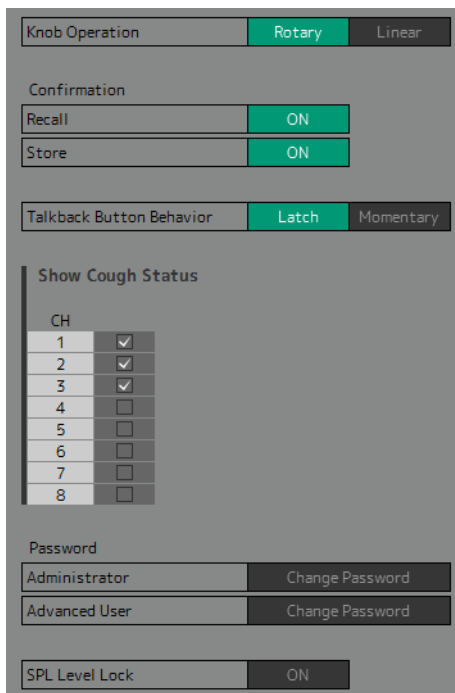 Knob Operation Rotary Linear
Confirmation
Recall ON
Store ON
Talkback Button Behavior Latch Momentary
Show Cough Status
CH
1
2
3
4
5
6
7
8
Password
Administrator Change Password
Advanced User Change Password
SPL Level Lock ON